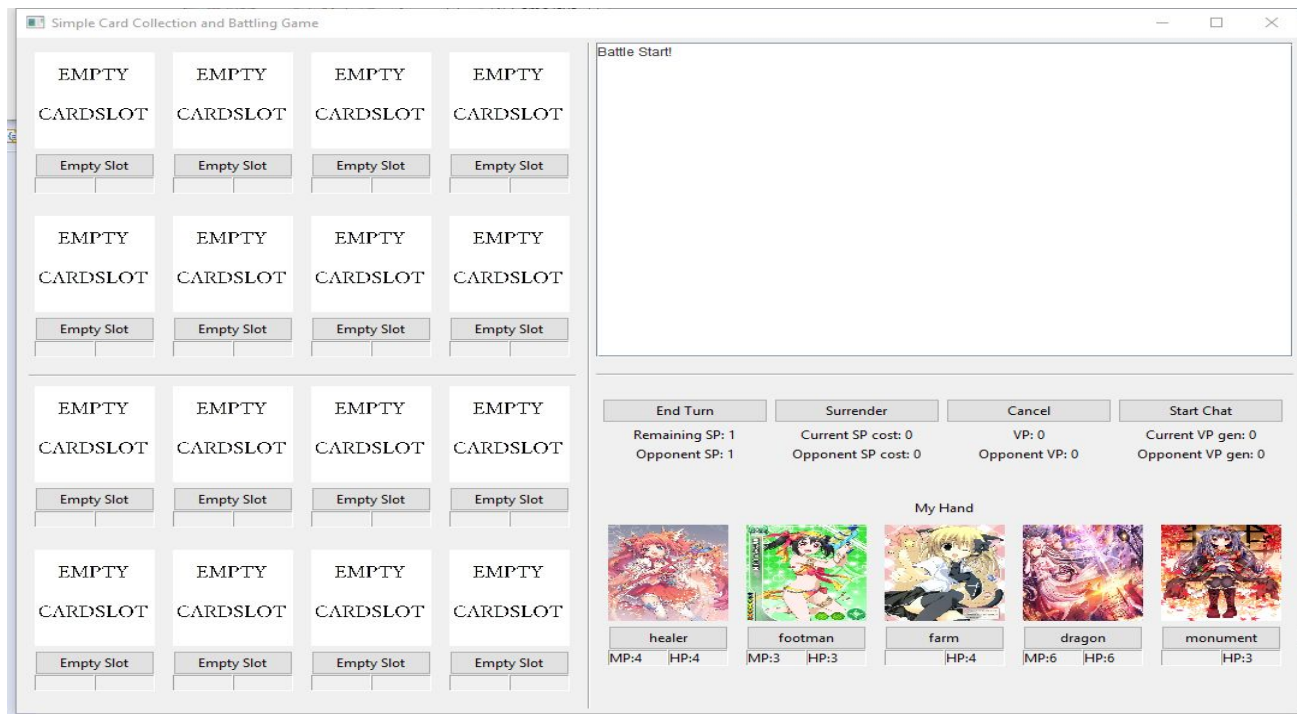 Simple Card Collection and Battling Game
EMPTY EMPTY EMPTY EMPTY
CARDSLOT CARDSLOT CARDSLOT CARDSLOT
Empty Slot Empty Slot Empty Slot Empty Slot
EMPTY EMPTY EMPTY EMPTY
CARDSLOT CARDSLOT CARDSLOT CARDSLOT
Empty Slot Empty Slot Empty Slot Empty Slot
EMPTY EMPTY EMPTY EMPTY
CARDSLOT CARDSLOT CARDSLOT CARDSLOT
Empty Slot Empty Slot Empty Slot Empty Slot
EMPTY EMPTY EMPTY EMPTY
CARDSLOT CARDSLOT CARDSLOT CARDSLOT
Empty Slot Empty Slot Empty Slot Empty Slot
Battle Start!
End Turn Surrender Cancel Start Chat
Remaining SP: 1 Current SP cost: 0 VP: 0 Current VP gen: 0
Opponent SP: 1 Opponent SP cost: 0 Opponent VP: 0 Opponent VP gen: 0
My Hand
healer footman farm dragon monument
MP:4 HP:4 MP:3 HP:3 HP:4 MP:6 HP:6 HP:3